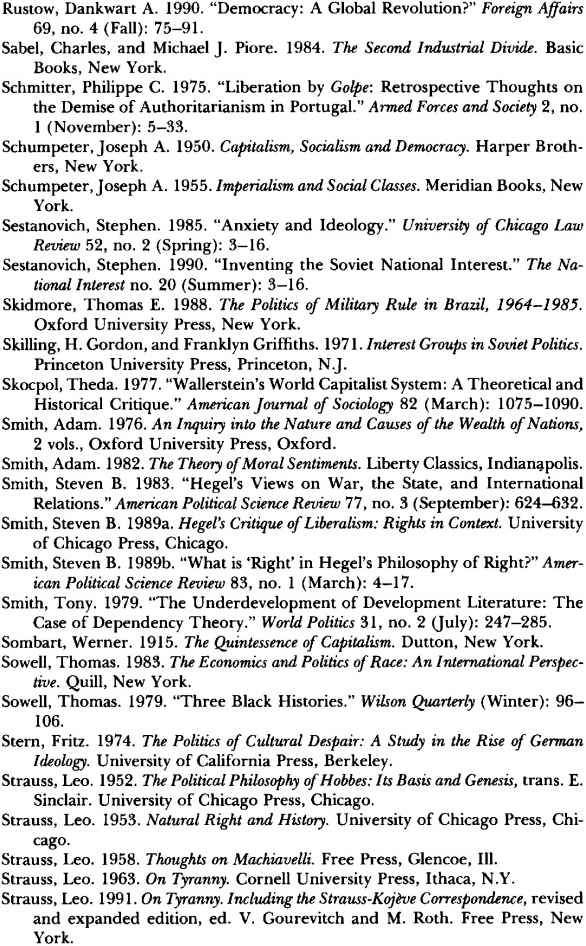 Rustow, Dankwart A. 1990. “Democracy: A Global Revolution?” Foreign Affairs
69, no. 4 (Fall): 75–91.
Sabel, Charles, and Michael J. Piore. 1984. The Second Industrial Divide. Basic
Books, New York.
Schmitter, Philippe C. 1975. “Liberation by Golpe: Retrospective Thoughts on
the Demise of Authoritarianism in Portugal.” Armed Forces and Society 2, no.
1 (November): 5–33.
Schumpeter, Joseph A. 1950. Capitalism, Socialism and Democracy. Harper Broth-
ers, New York.
Schumpeter, Joseph A. 1955. Imperialism and Social Classes. Meridian Books, New
York.
Sestanovich, Stephen. 1985. “Anxiety and Ideology.” University of Chicago Law
Review 52, no. 2 (Spring): 3–16.
Sestanovich, Stephen. 1990. “Inventing the Soviet National Interest.” The Na-
tional Interest no. 20 (Summer): 3–16.
Skidmore, Thomas E. 1988. The Politics of Military Rule in Brazil, 1964–1985.
Oxford University Press, New York.
Skilling, H. Gordon, and Franklyn Griffiths. 1971. Interest Groups in Soviet Politics.
Princeton University Press, Princeton, N.J.
Skocpol, Theda. 1977. “Wallerstein’s World Capitalist System: A Theoretical and
Historical Critique.” American Journal of Sociology 82 (March): 1075–1090.
Smith, Adam. 1976. An Inquiry into the Nature and Causes of the Wealth of Nations,
2 vols., Oxford University Press, Oxford.
Smith, Adam. 1982. The Theory of Moral Sentiments. Liberty Classics, Indianapolis.
Smith, Steven B. 1983. “Hegel’s Views on War, the State, and International
Relations.” American Political Science Review 77, no. 3 (September): 624–632.
Smith, Steven B. 1989a. Hegel’s Critique of Liberalism: Rights in Context. University
of Chicago Press, Chicago.
Smith, Steven B. 1989b. “What is ‘Right’ in Hegel’s Philosophy of Right?” Amer-
ican Political Science Review 83, no. 1 (March): 4–17.
Smith, Tony. 1979. “The Underdevelopment of Development Literature: The
Case of Dependency Theory.” World Politics 31, no. 2 (July): 247–285.
Sombart, Werner. 1915. The Quintessence of Capitalism. Dutton, New York.
Sowell, Thomas. 1983. The Economics and Politics of Race: An International Perspec-
tive. Quill, New York.
Sowell, Thomas. 1979. “Three Black Histories.” Wilson Quarterly (Winter): 96–
106.
Stern, Fritz. 1974. The Politics of Cultural Despair: A Study in the Rise of German
Ideology. University of California Press, Berkeley.
Strauss, Leo. 1952. The Political Philosophy of Hobbes: Its Basis and Genesis, trans. E.
Sinclair. University of Chicago Press, Chicago.
Strauss, Leo. 1953. Natural Right and History. University of Chicago Press, Chi-
cago.
Strauss, Leo. 1958. Thoughts on Machiavelli. Free Press, Glencoe, Ill.
Strauss, Leo. 1963. On Tyranny. Cornell University Press, Ithaca, N.Y.
Strauss, Leo. 1991. On Tyranny. Including the Strauss-Kojève Correspondence, revised
and expanded edition, ed. V. Gourevitch and M. Roth. Free Press, New
York.